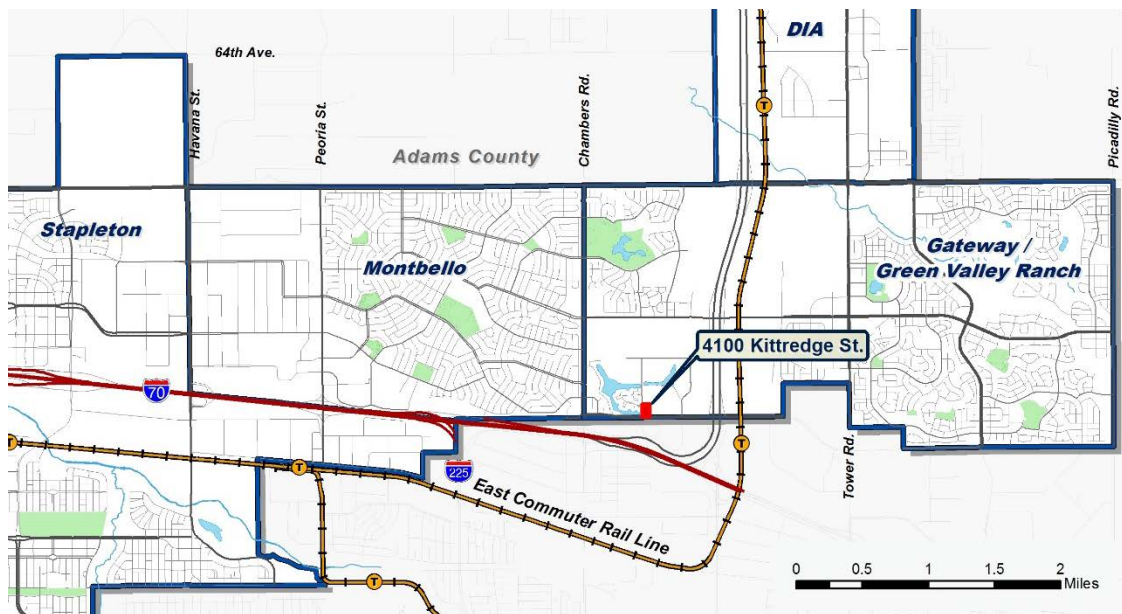 DIA
64th Ave.
Havana St.
Peoria St.
Chambers Rd.
Picadilly Rd.
Adams County
T
Stapleton
Montbello
Gateway /
Green Valley Ranch
4100 Kittredge St.
70
T
T
T
225
Tower Rd.
East Commuter Rail Line
T
0 0.5 1 1.5 2
Miles